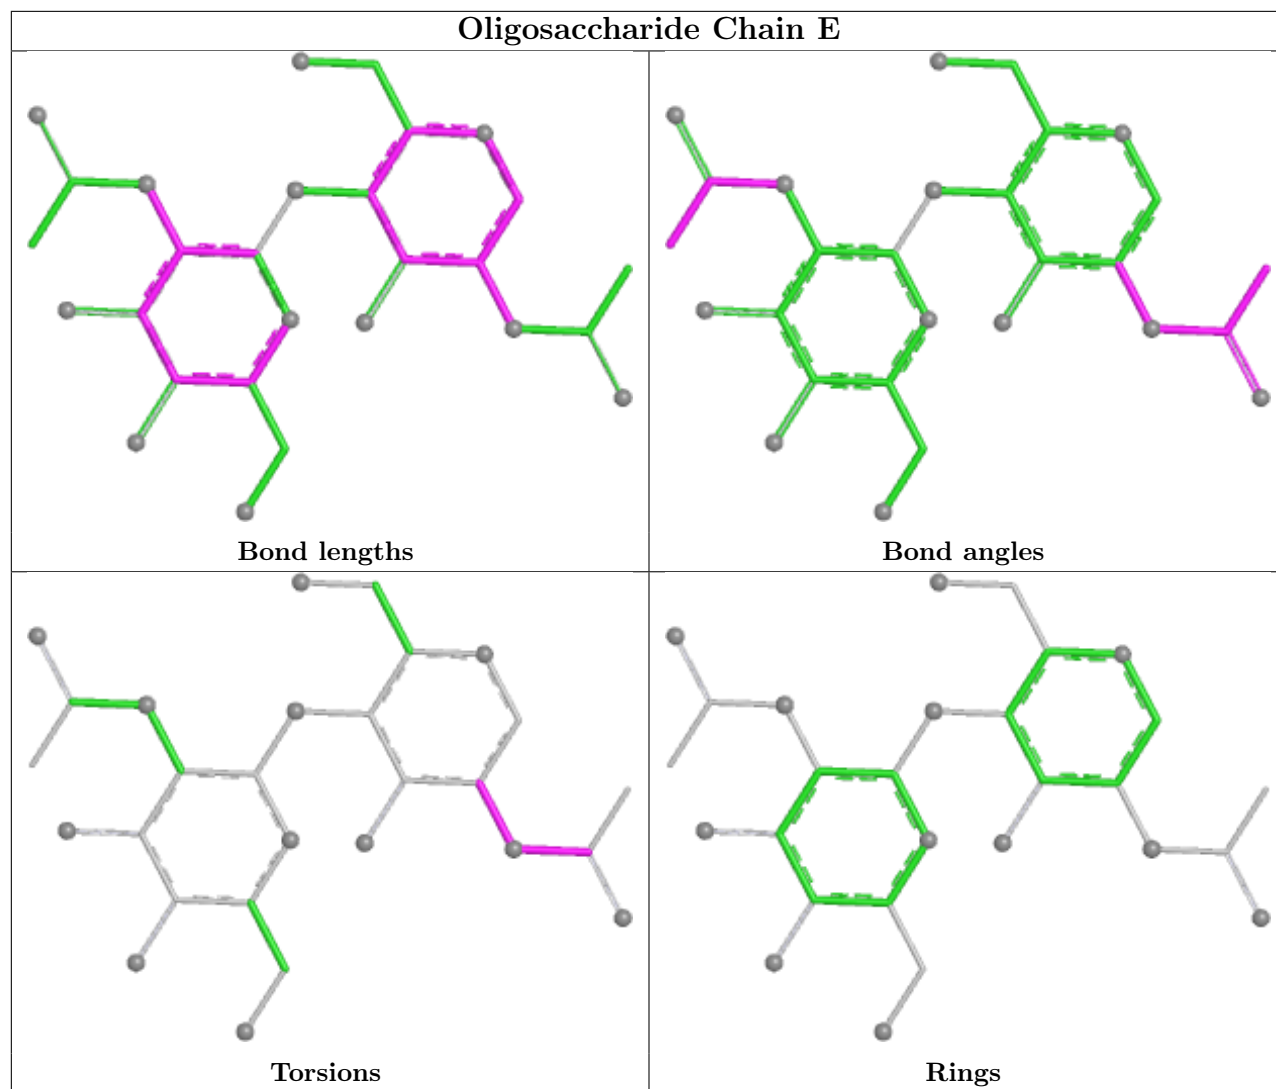 Oligosaccharide Chain E
Bond lengths
Bond angles
Torsions
Rings